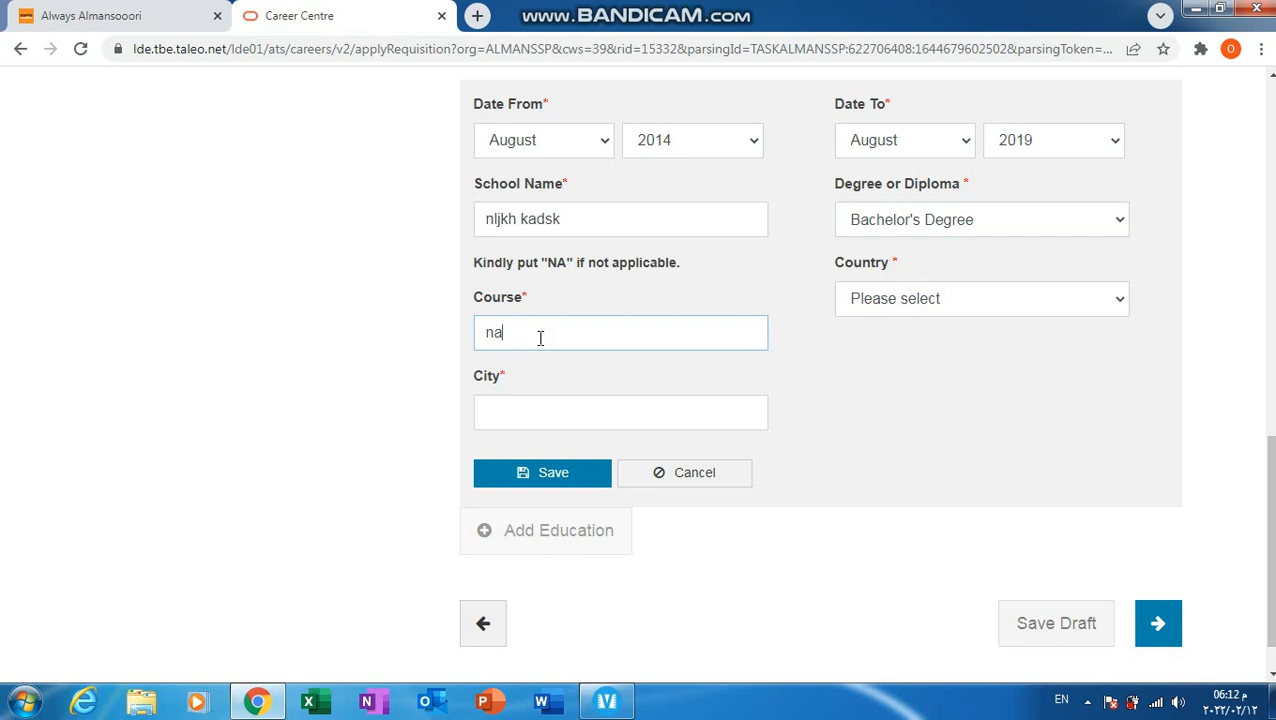 Always Almansooori
Career Centre
www.BANDICAM.com
lde.tbe.taleo.net/lde01/ats/careers/v2/applyRequisition?org=ALMANSSP&cws=39&rid=15332&parsingId=TASKALMANSSP:622706408:1644679602502&parsingToken=...
O
Date From*
Date To*
August
2014
August
2019
School Name*
Degree or Diploma *
nljkh kadsk
Bachelor's Degree
Kindly put "NA" if not applicable.
Country *
Course*
Please select
na
City*
Save
Cancel
Add Education
Save Draft
EN
06:12 م
٢٠٢٢/٠٢/١٢